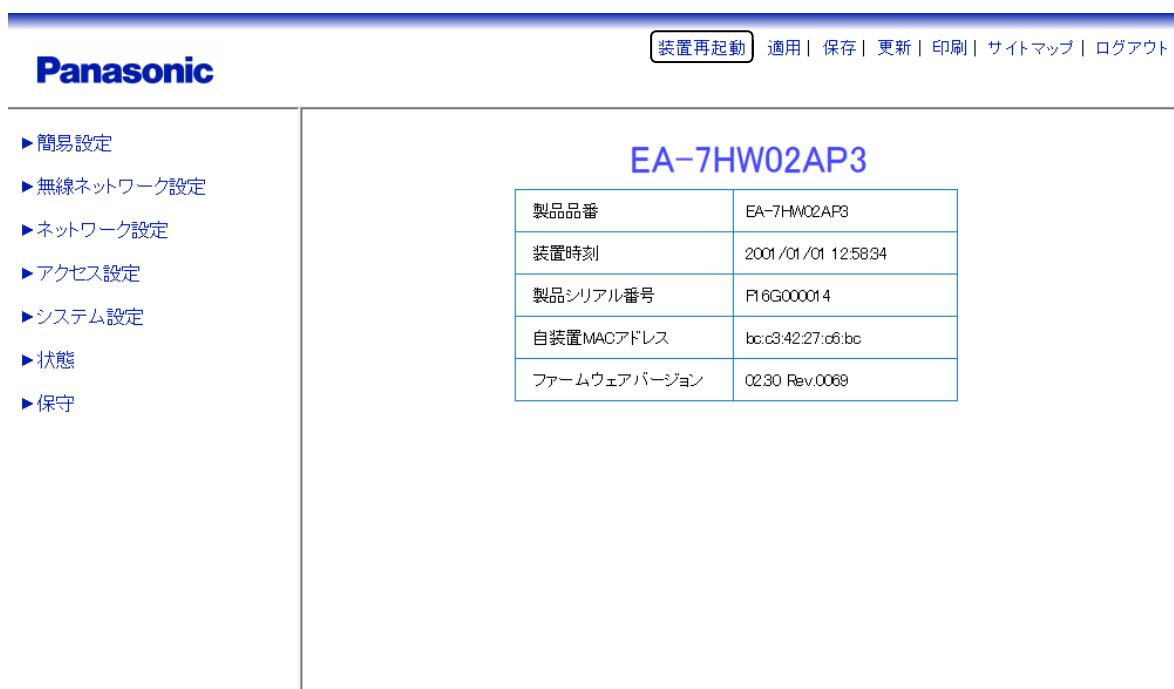 装置再起動 適用| 保存| 更新| 印刷| サイトマップ| ログアウト
Panasonic
▶簡易設定
▶無線ネットワーク設定
▶ネットワーク設定
▶アクセス設定
▶システム設定
▶状態
▶保守
EA-7HW02AP3
製品品番 EA-7HW02AP3
装置時刻 2001/01/01 12:58:34
製品シリアル番号 F16G000014
自装置MACアドレス bc:c3:42:27:c6:bc
ファームウェアバージョン 02.30 Rev.0069